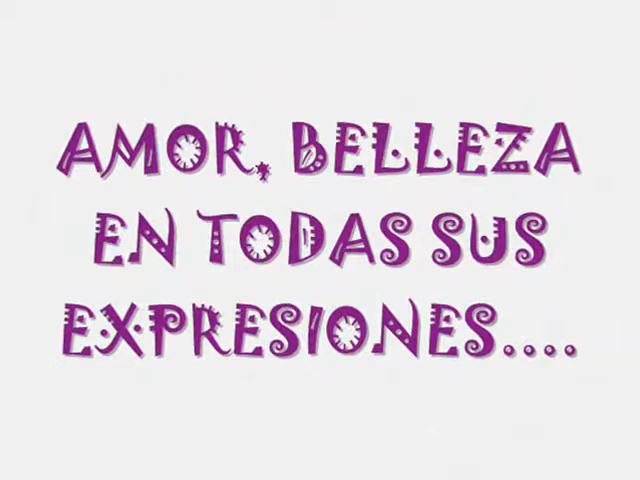 AMOR, BELLEZA
EN TODAS SUS
EXPRESIONES....